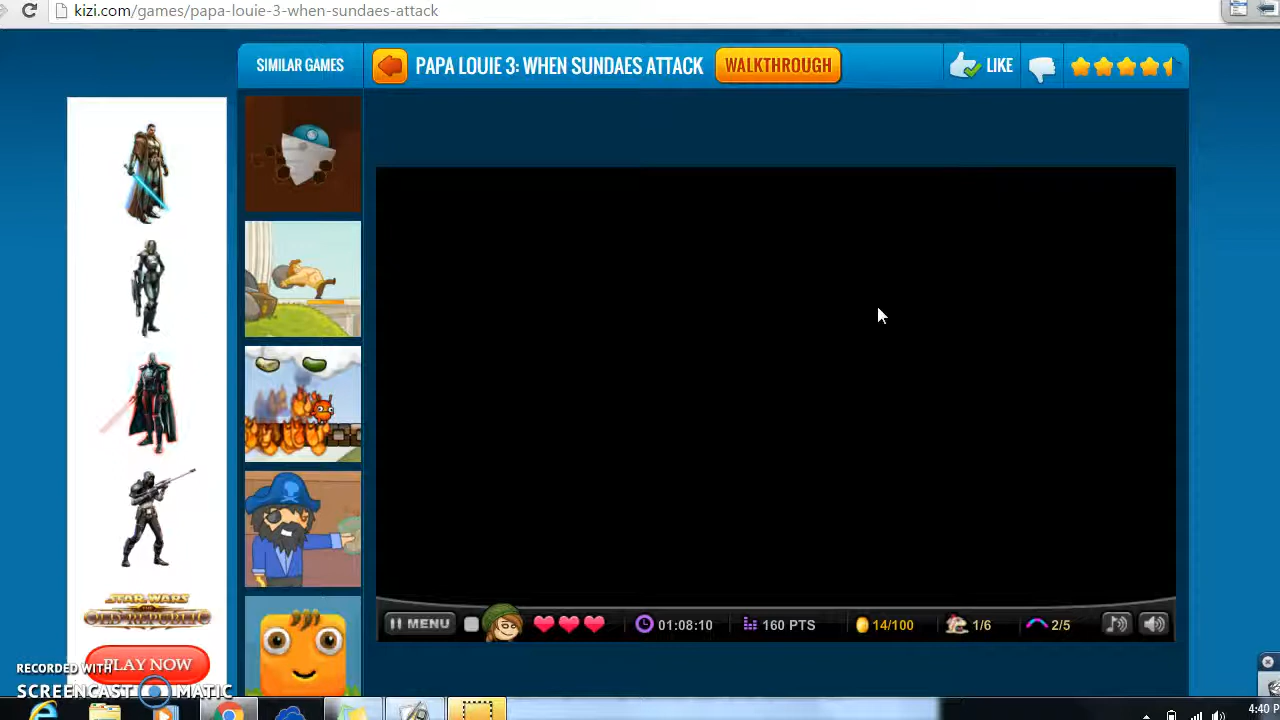 kizi.com/games/papa-louie-3-when-sundaes-attack
SIMILAR GAMES
PAPA LOUIE 3: WHEN SUNDAES ATTACK
WALKTHROUGH
LIKE
STAR WARS
THE
OLD REPUBLIC
PLAY NOW
RECORDED WITH
SCREENCAST MATIC
MENU
01:08:10
160 PTS
14/100
1/6
2/5
4:40 P